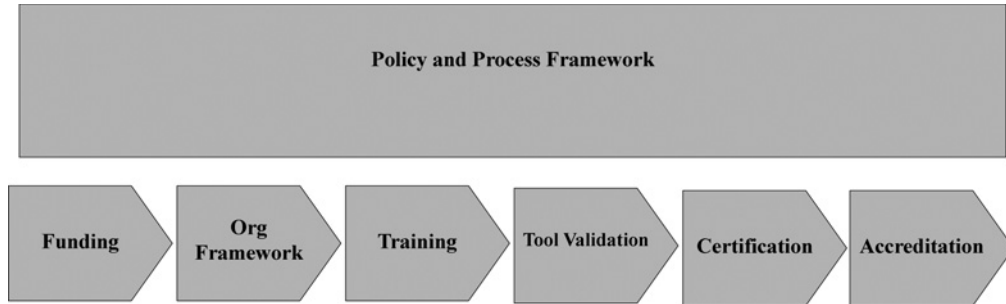 Policy and Process Framework
Funding
Org
Framework
Training
Tool Validation
Certification
Accreditation